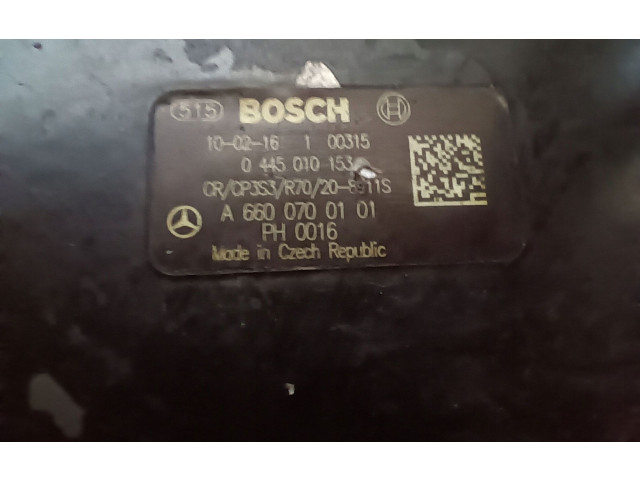 515 BOSCH
10-02-16 1 00315
0 445 010 153
CR/CP3S3/R70/20-8911S
A 660 070 01 01
PH 0016
Made in Czech Republic